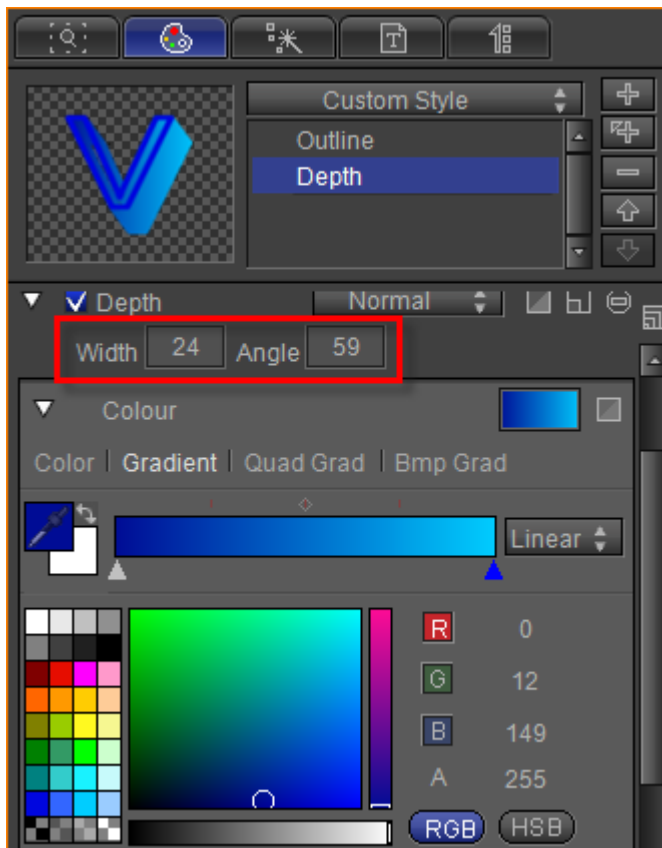 T
Custom Style
Outline
Depth
Depth Normal
Width 24 Angle 59
Colour
Color | Gradient | Quad Grad | Bmp Grad
Linear
R 0
G 12
B 149
A 255
RGB HSB